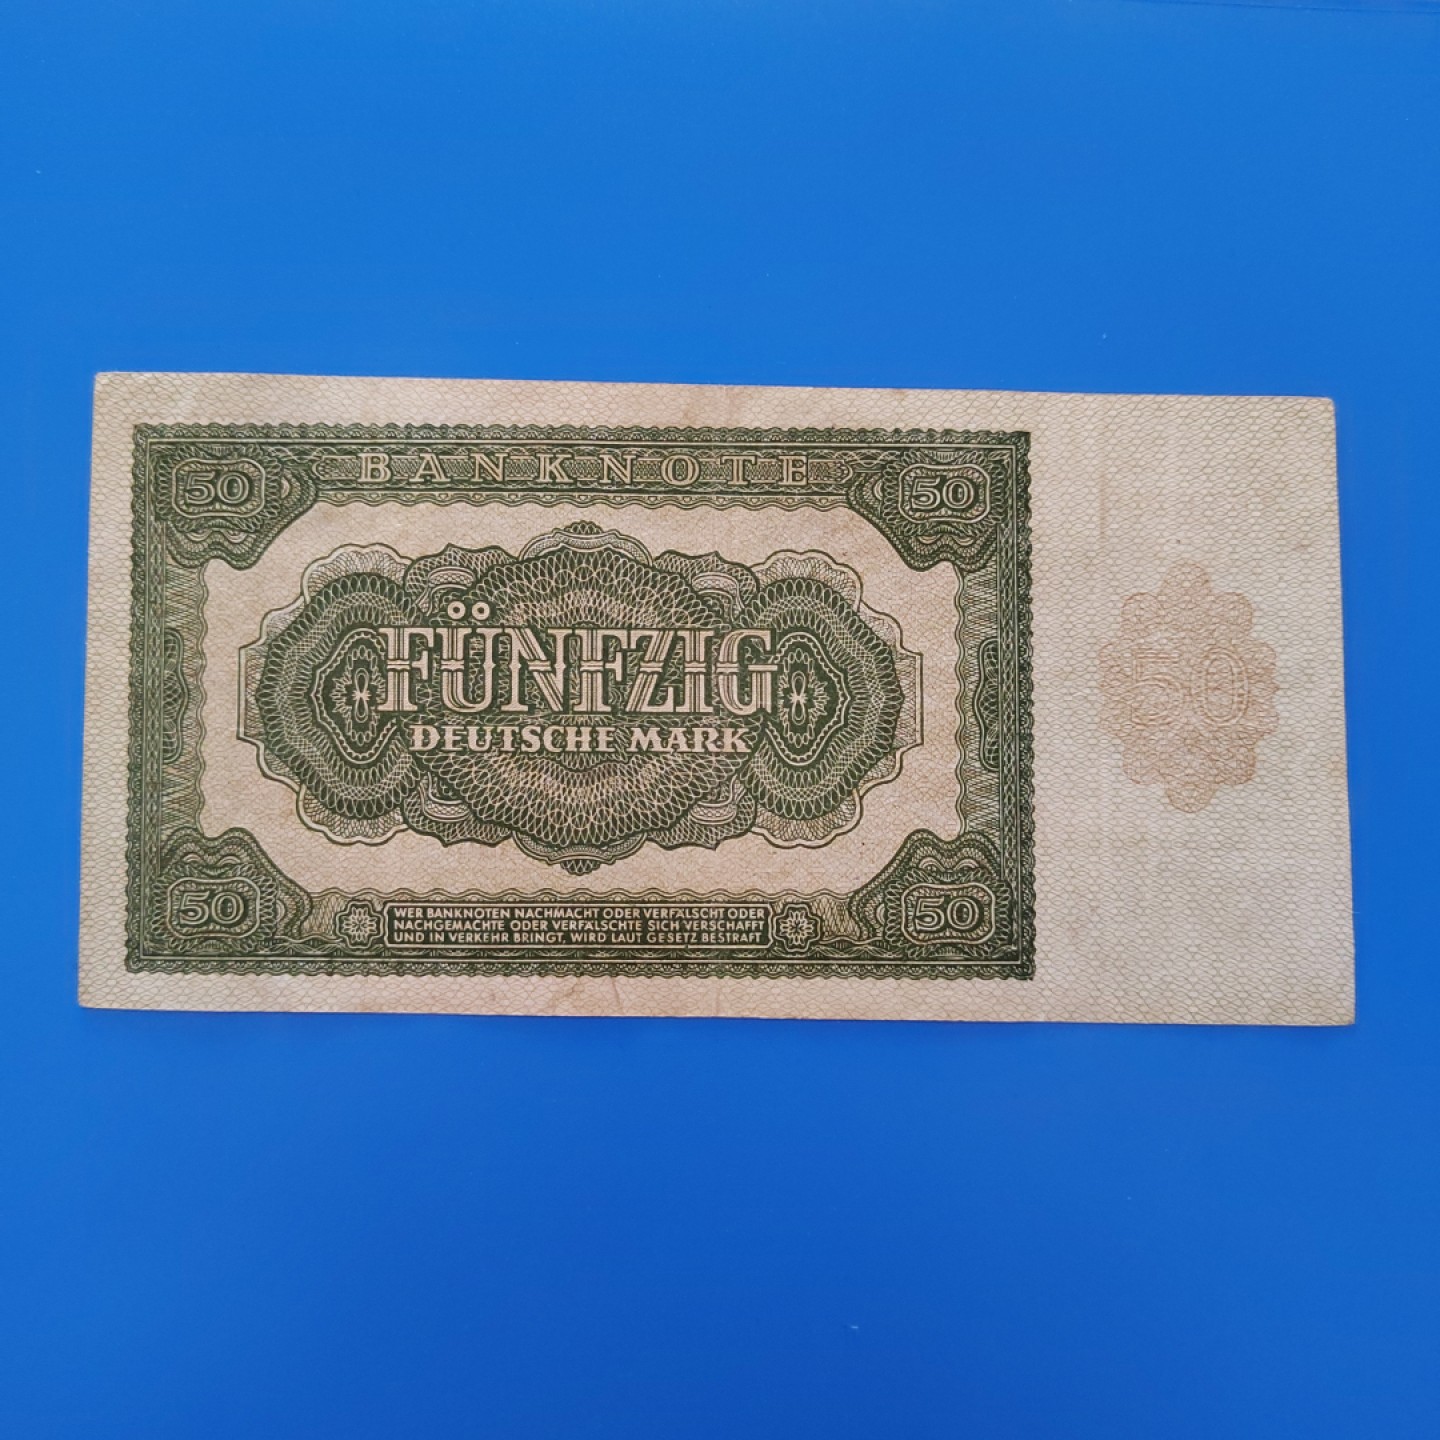 BANKNOTE
50 50
FÜNFZIG
DEUTSCHE MARK
50
50 50
WER BANKNOTEN NACHMACHT ODER VERFÄLSCHT ODER
NACHGEMACHTE ODER VERFÄLSCHTE SICH VERSCHAFFT
UND IN VERKEHR BRINGT, WIRD LAUT GESETZ BESTRAFT